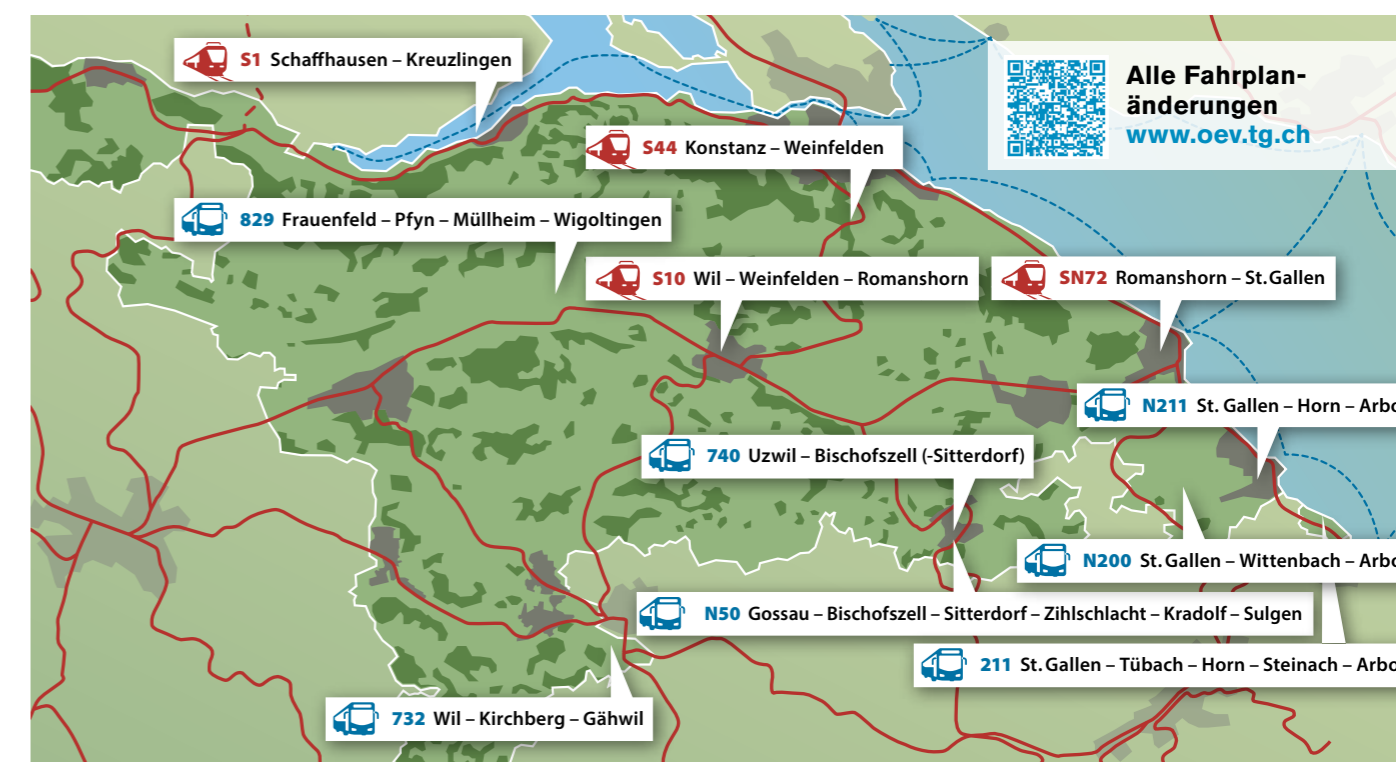 S1 Schaffhausen – Kreuzlingen
Alle Fahrplan-
änderungen
www.oev.tg.ch
S44 Konstanz – Weinfelden
829 Frauenfeld – Pfyn – Müllheim – Wigoltingen
S10 Wil – Weinfelden – Romanshorn
SN72 Romanshorn – St. Gallen
N211 St. Gallen – Horn – Arbo
740 Uzwil – Bischofszell (-Sitterdorf)
N200 St. Gallen – Wittenbach – Arbo
N50 Gossau – Bischofszell – Sitterdorf – Zihlschlacht – Kradolf – Sulgen
211 St. Gallen – Tübach – Horn – Steinach – Arbo
732 Wil – Kirchberg – Gähwil